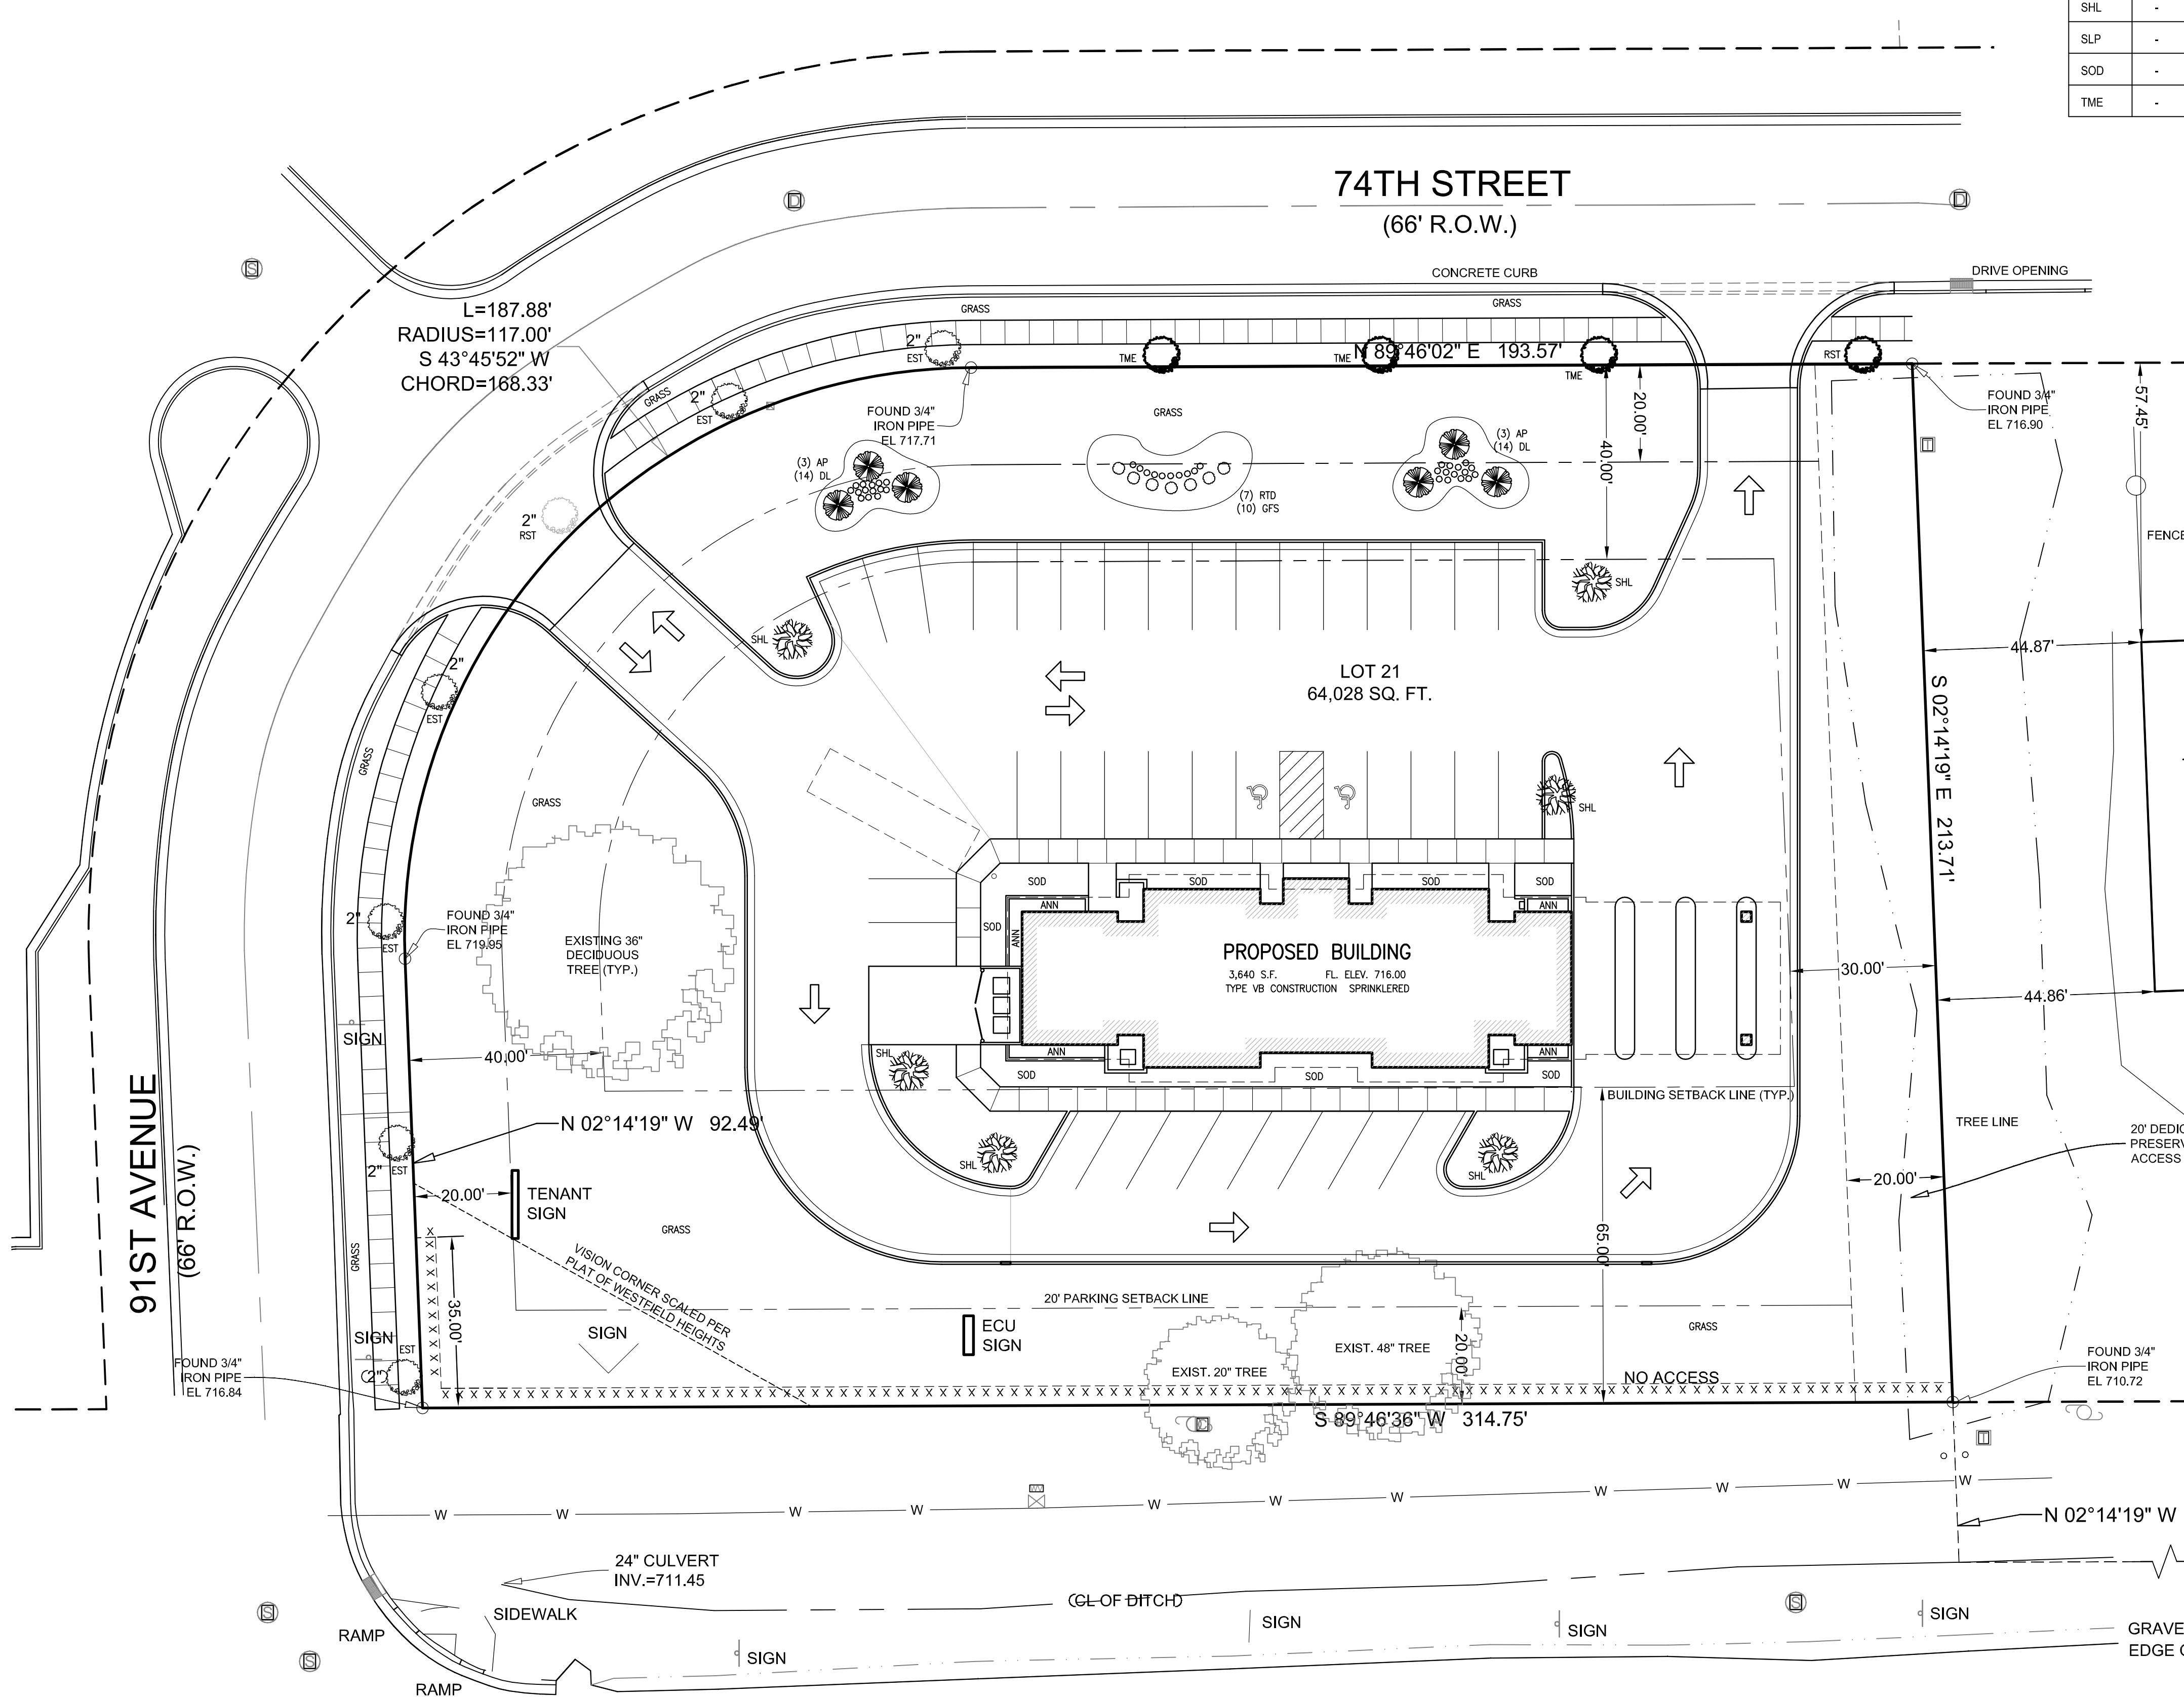 SHL -
SLP -
SOD -
TME -
74TH STREET
(66' R.O.W.)
D
D
S
CONCRETE CURB
DRIVE OPENING
L=187.88'
RADIUS=117.00'
S 43°45'52" W
CHORD=168.33'
GRASS
GRASS
2"
EST
TME
TME
N 89°46'02" E 193.57'
TME
RST
GRASS
2"
EST
FOUND 3/4"
IRON PIPE
EL 717.71
GRASS
20.00'
40.00'
FOUND 3/4"
IRON PIPE
EL 716.90
57.45'
T
(3) AP
(14) DL
(3) AP
(14) DL
(7) RTD
(10) GFS
2"
RST
FENCE
SHL
SHL
2"
EST
LOT 21
64,028 SQ. FT.
44.87'
S 02°14'19" E 213.71'
GRASS
GRASS
SHL
SOD
SOD
SOD
SOD
ANN
ANN
SOD
ANN
2"
EST
FOUND 3/4"
IRON PIPE
EL 719.95
EXISTING 36"
DECIDUOUS
TREE (TYP.)
PROPOSED BUILDING
3,640 S.F. FL. ELEV. 716.00
TYPE VB CONSTRUCTION SPRINKLERED
30.00'
44.86'
SIGN
40.00'
SHL
ANN
ANN
SOD
SOD
SOD
BUILDING SETBACK LINE (TYP.)
91ST AVENUE
(66' R.O.W.)
N 02°14'19" W 92.49'
2"
EST
TREE LINE
20' DEDIC
PRESERV
ACCESS
SHL
SHL
20.00'
20.00'
TENANT
SIGN
GRASS
GRASS
35.00'
VISION CORNER SCALED PER
PLAT OF WESTFIELD HEIGHTS
65.00'
20' PARKING SETBACK LINE
SIGN
SIGN
ECU
SIGN
EXIST. 48" TREE
EXIST. 20" TREE
20.00'
GRASS
EST
(2")
FOUND 3/4"
IRON PIPE
EL 716.84
NO ACCESS
FOUND 3/4"
IRON PIPE
EL 710.72
X X X X X X X X X X X X X X X X X X X X
S 89°46'36" W 314.75'
T
W W W W W W W W W W W W
N 02°14'19" W
24" CULVERT
INV.=711.45
(CL OF DITCH)
S
S
SIDEWALK
SIGN
SIGN
SIGN
RAMP
S
SIGN
RAMP
GRAVE
EDGE